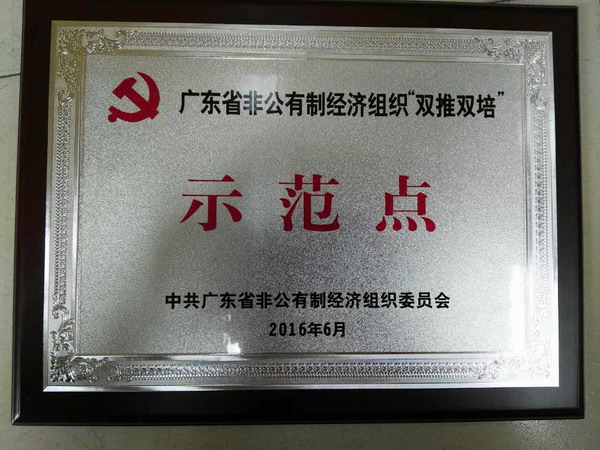 广东省非公有制经济组织“双推双培”
示范点
中共广东省非公有制经济组织委员会
2016年6月